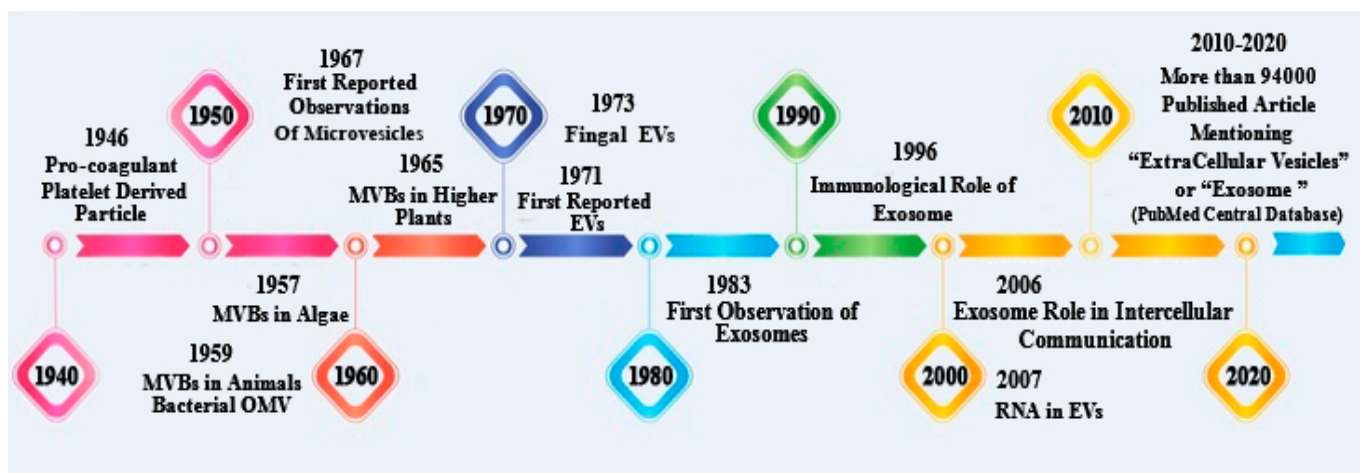 1946
Pro-coagulant
Platelet Derived
Particle
1950
1967
First Reported
Observations
Of Microvesicles
1965
MVBs in Higher
Plants
1970
1973
Fingal EVs
1971
First Reported
EVs
1990
1996
Immunological Role of
Exosome
2010
2010-2020
More than 94000
Published Article
Mentioning
“ExtraCellular Vesicles”
or “Exosome ”
(PubMed Central Database)
1940
1957
MVBs in Algae
1959
MVBs in Animals
Bacterial OMV
1960
1980
1983
First Observation of
Exosomes
2000
2006
Exosome Role in Intercellular
Communication
2007
RNA in EVs
2020